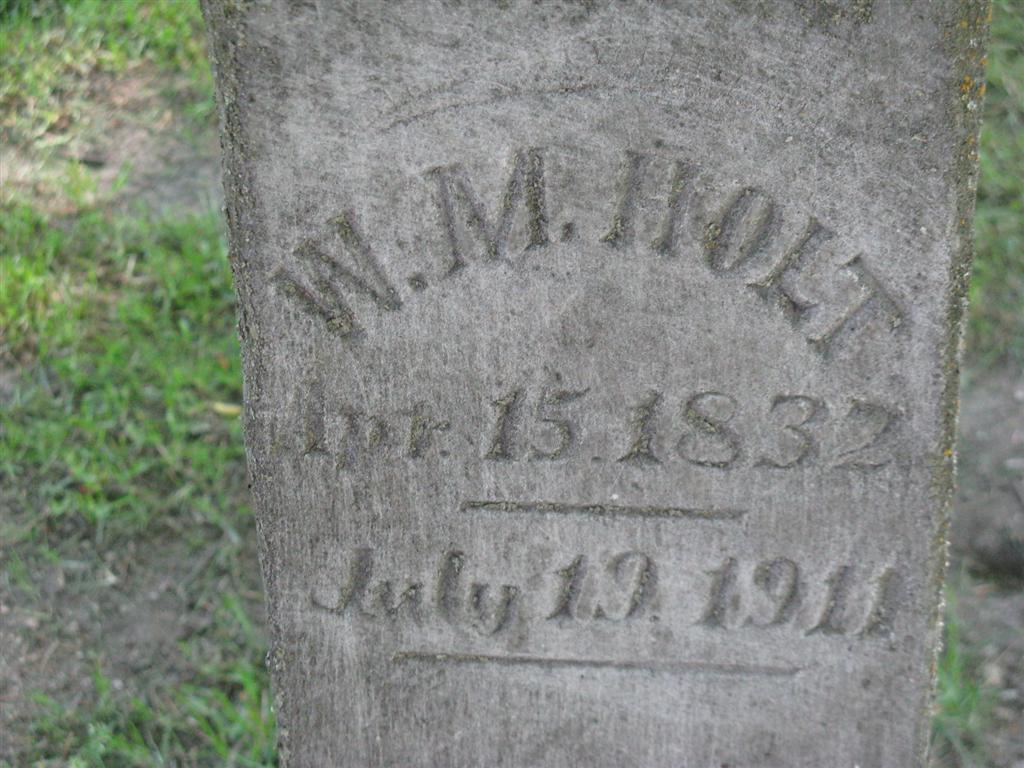 W. M. HOLT
Apr. 15. 1832
July 19 1911